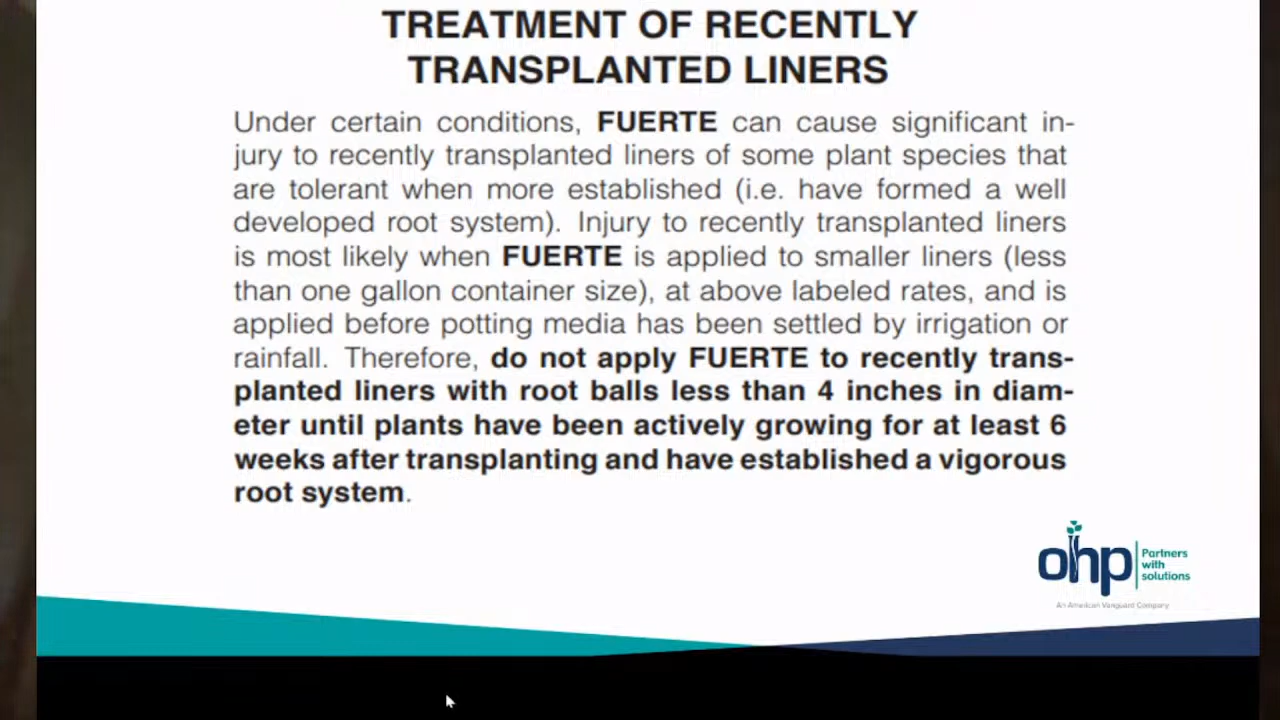 TREATMENT OF RECENTLY
TRANSPLANTED LINERS
Under certain conditions, FUERTE can cause significant in-
jury to recently transplanted liners of some plant species that
are tolerant when more established (i.e. have formed a well
developed root system). Injury to recently transplanted liners
is most likely when FUERTE is applied to smaller liners (less
than one gallon container size), at above labeled rates, and is
applied before potting media has been settled by irrigation or
rainfall. Therefore, do not apply FUERTE to recently trans-
planted liners with root balls less than 4 inches in diam-
eter until plants have been actively growing for at least 6
weeks after transplanting and have established a vigorous
root system.
ohp
Partners
with
solutions
An American Vanguard Company